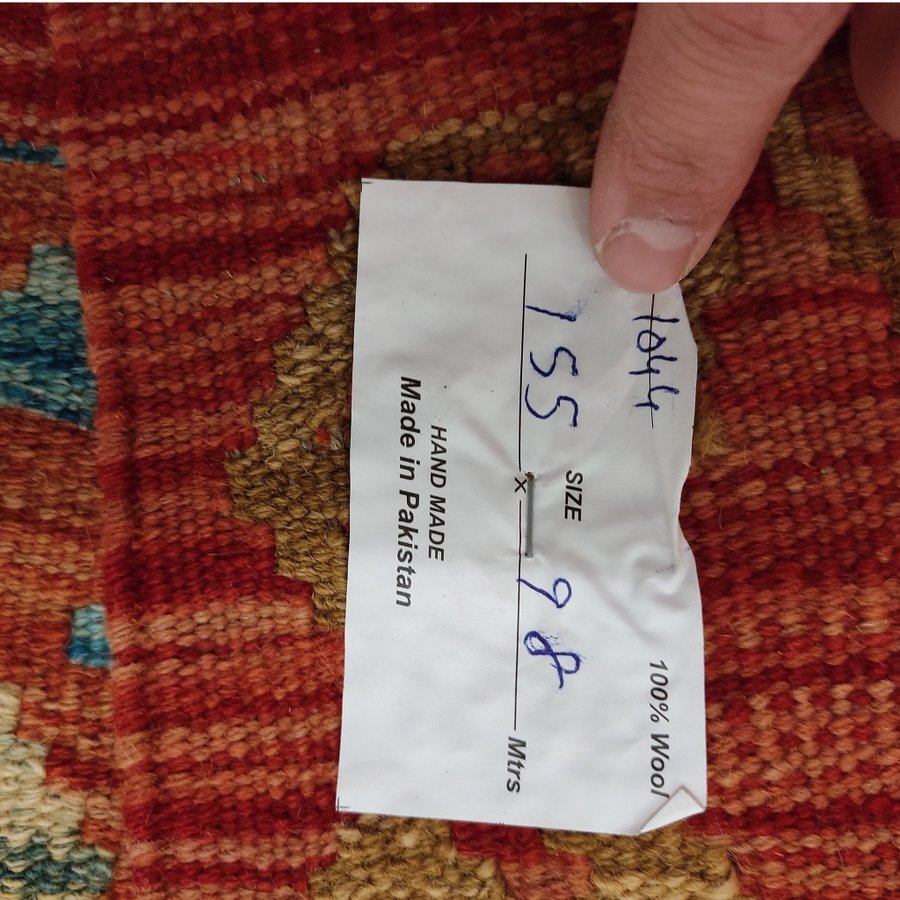 1044 100% Wool
SIZE
155 x 98 Mtrs
HAND MADE
Made in Pakistan